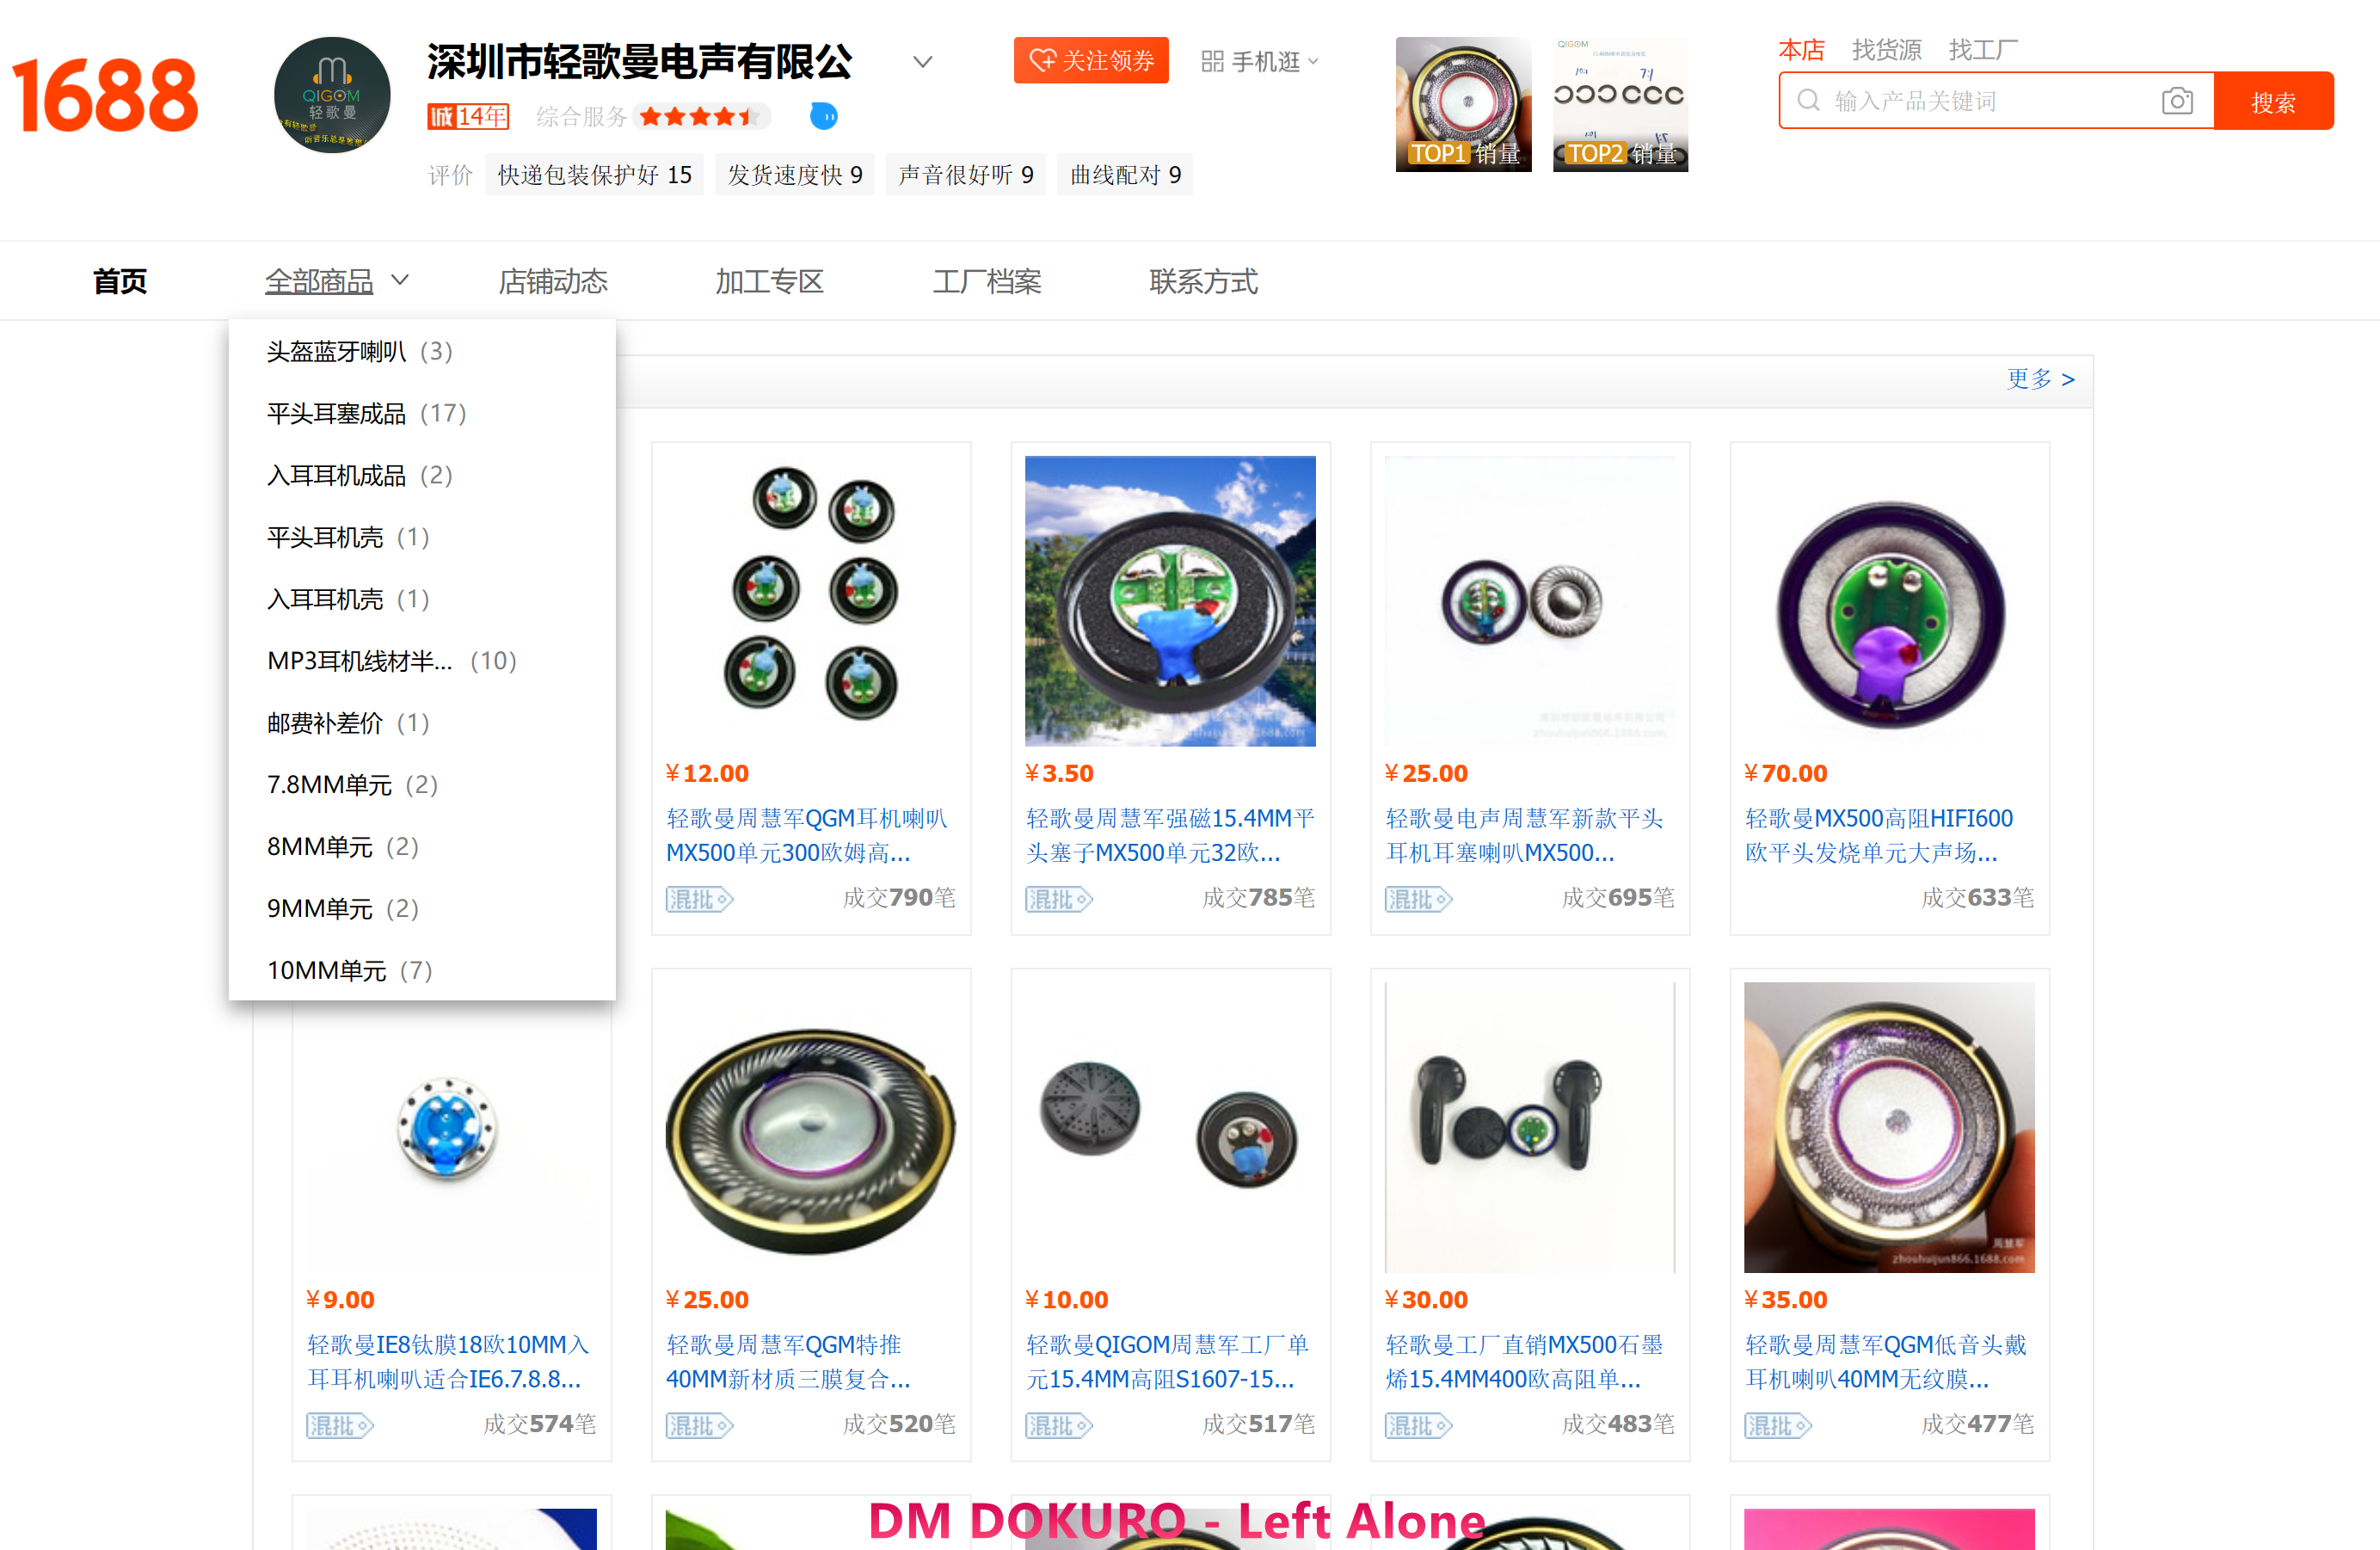 1688
QIGOM
轻歌曼
深圳市轻歌曼电声有限公
关注领券
手机逛
诚 14年
综合服务
评价
快递包装保护好 15
发货速度快 9
声音很好听 9
曲线配对 9
TOP1 销量
QIGOM
TOP2 销量
本店 找货源 找工厂
输入产品关键词
搜索
首页
全部商品
店铺动态
加工专区
工厂档案
联系方式
头盔蓝牙喇叭 (3)
平头耳塞成品 (17)
入耳耳机成品 (2)
平头耳机壳 (1)
入耳耳机壳 (1)
MP3耳机线材半... (10)
邮费补差价 (1)
7.8MM单元 (2)
8MM单元 (2)
9MM单元 (2)
10MM单元 (7)
更多 >
深圳市轻歌曼电声有限公司
zhouhuijun866.1688.com
¥12.00
轻歌曼周慧军QGM耳机喇叭
MX500单元300欧姆高...
混批
成交790笔
¥3.50
轻歌曼周慧军强磁15.4MM平
头塞子MX500单元32欧...
混批
成交785笔
¥25.00
轻歌曼电声周慧军新款平头
耳机耳塞喇叭MX500...
混批
成交695笔
¥70.00
轻歌曼MX500高阻HIFI600
欧平头发烧单元大声场...
成交633笔
周慧军
zhouhuijun866.1688.com
¥9.00
轻歌曼IE8钛膜18欧10MM入
耳耳机喇叭适合IE6.7.8.8...
混批
成交574笔
¥25.00
轻歌曼周慧军QGM特推
40MM新材质三膜复合...
混批
成交520笔
¥10.00
轻歌曼QIGOM周慧军工厂单
元15.4MM高阻S1607-15...
混批
成交517笔
¥30.00
轻歌曼工厂直销MX500石墨
烯15.4MM400欧高阻单...
混批
成交483笔
¥35.00
轻歌曼周慧军QGM低音头戴
耳机喇叭40MM无纹膜...
混批
成交477笔
DM DOKURO - Left Alone